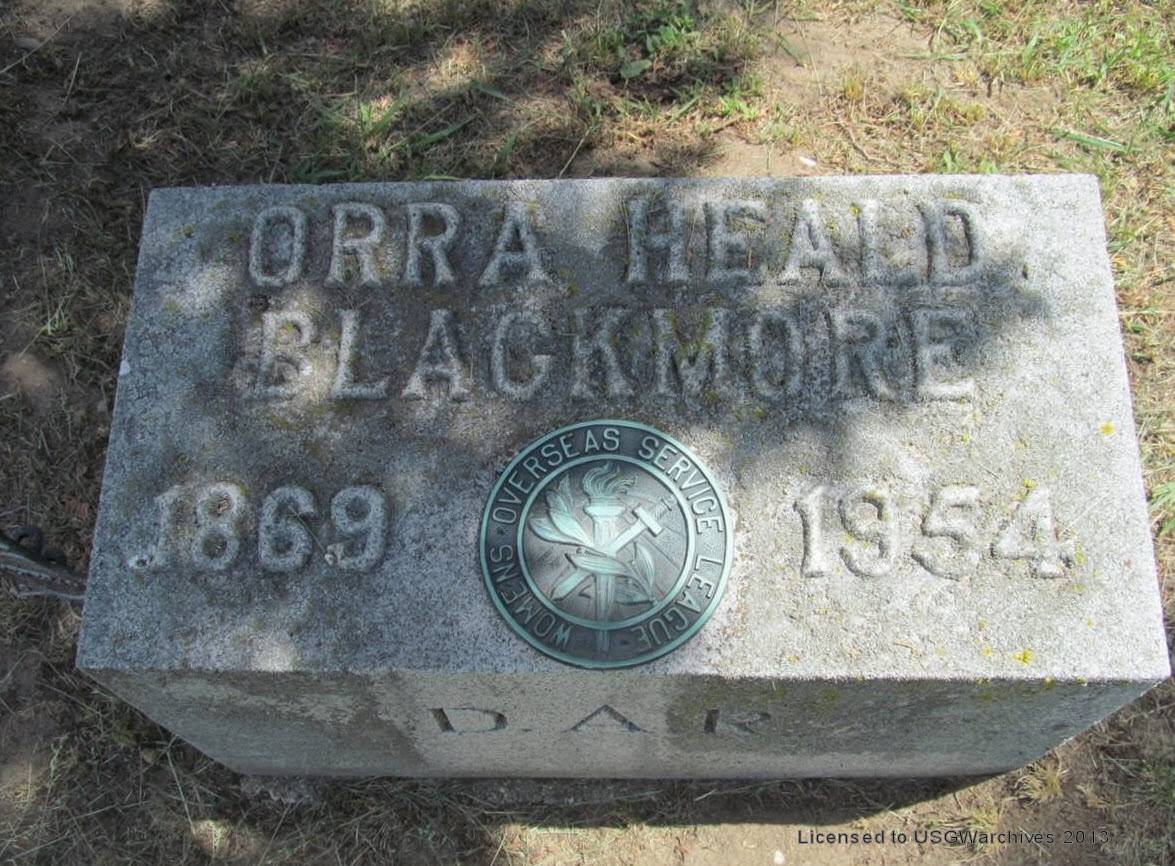 ORRA HEALD
BLACKMORE
1869
WOMENS OVERSEAS SERVICE LEAGUE
1954
D.A.R
Licensed to USGWarchives 2013